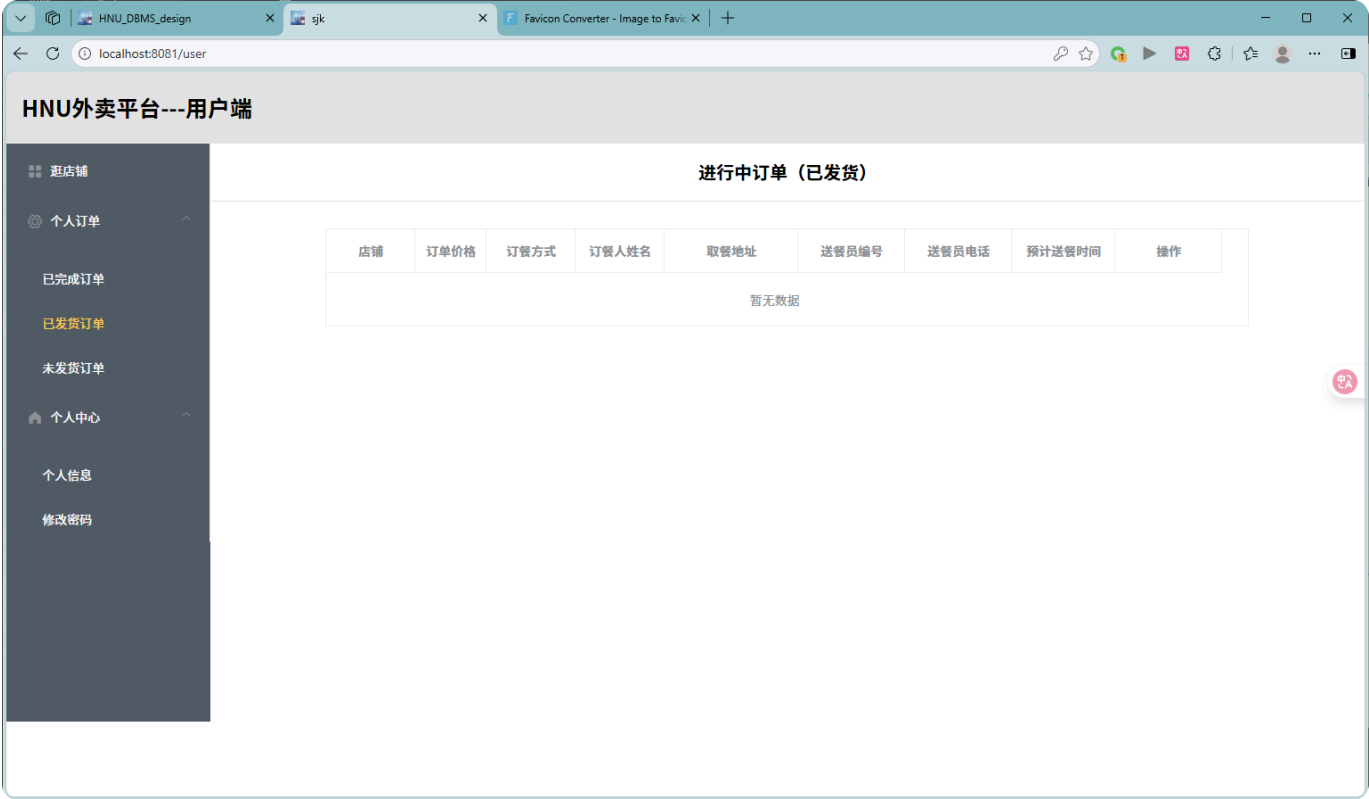 HNU_DBMS_design
sjk
Favicon Converter - Image to Favic
localhost:8081/user
HNU外卖平台---用户端
逛店铺
个人订单
已完成订单
已发货订单
未发货订单
个人中心
个人信息
修改密码
进行中订单（已发货）
店铺 订单价格 订餐方式 订餐人姓名 取餐地址 送餐员编号 送餐员电话 预计送餐时间 操作
暂无数据